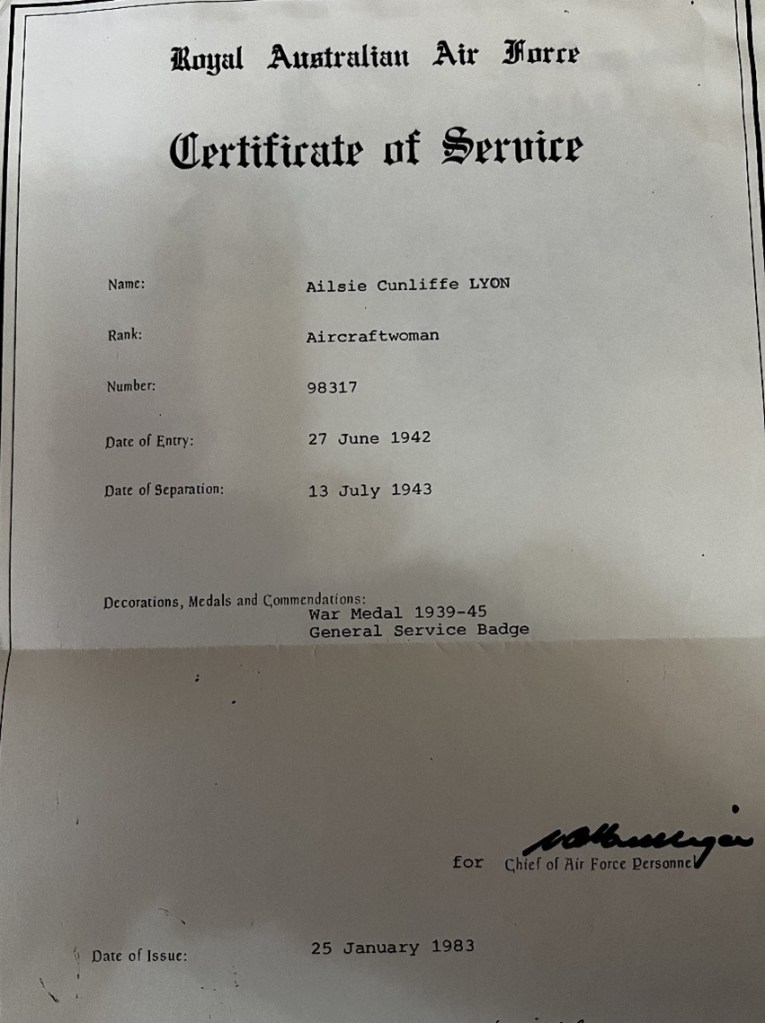 Royal Australian Air Force
Certificate of Service
Name: Ailsie Cunliffe LYON
Rank: Aircraftwoman
Number: 98317
Date of Entry: 27 June 1942
Date of Separation: 13 July 1943
Decorations, Medals and Commendations:
War Medal 1939-45
General Service Badge
for Chief of Air Force Personnel
Date of Issue: 25 January 1983